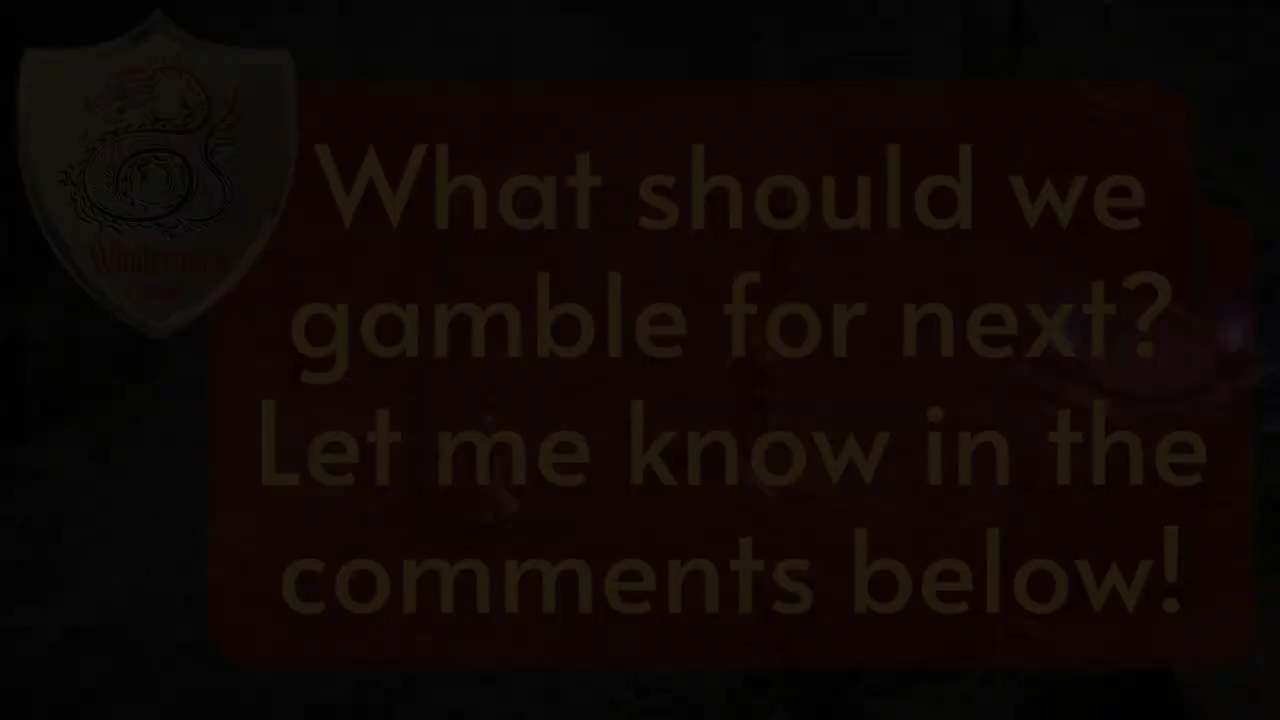 What should we
gamble for next?
Let me know in the
comments below!